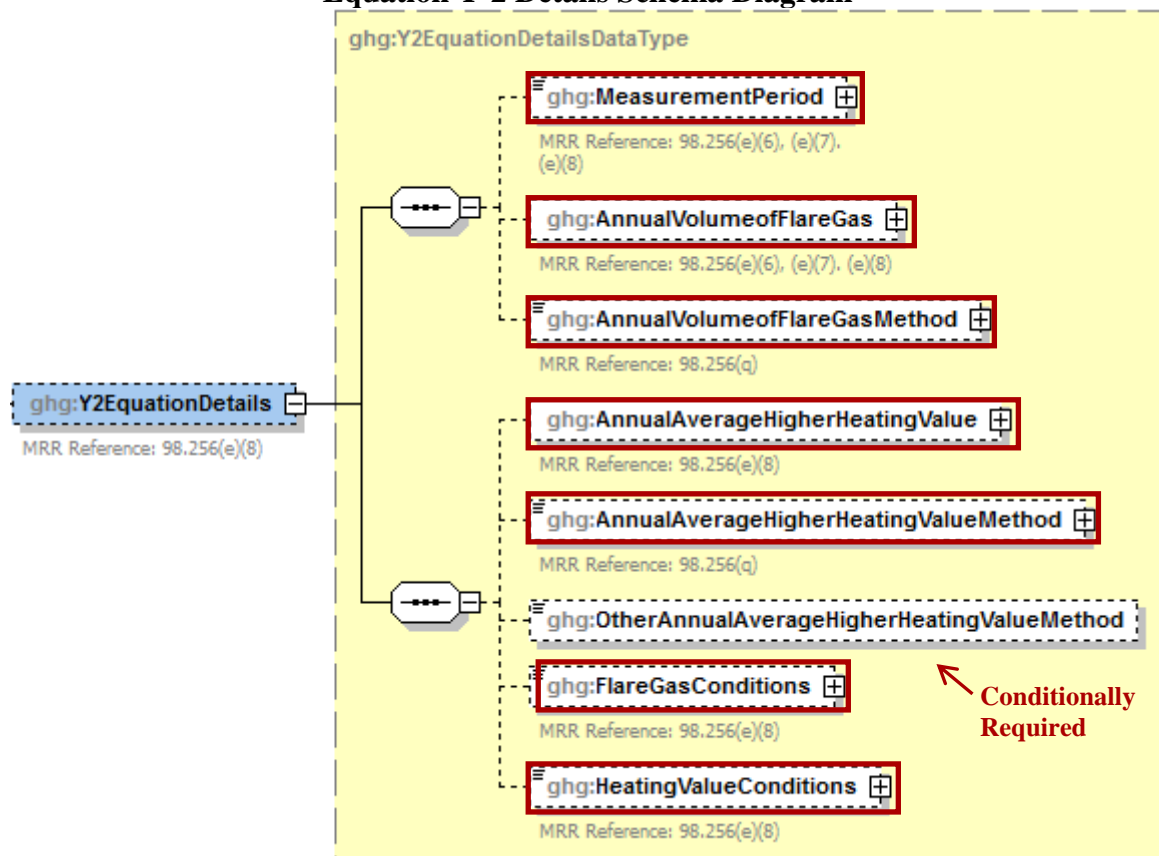 Equation Y-2 Details Schema Diagram
ghg:Y2EquationDetailsDataType
ghg:MeasurementPeriod
MRR Reference: 98.256(e)(6), (e)(7).
(e)(8)
ghg:AnnualVolumeofFlareGas
MRR Reference: 98.256(e)(6), (e)(7). (e)(8)
ghg:AnnualVolumeofFlareGasMethod
MRR Reference: 98.256(q)
ghg:Y2EquationDetails
MRR Reference: 98.256(e)(8)
ghg:AnnualAverageHigherHeatingValue
MRR Reference: 98.256(e)(8)
ghg:AnnualAverageHigherHeatingValueMethod
MRR Reference: 98.256(q)
ghg:OtherAnnualAverageHigherHeatingValueMethod
ghg:FlareGasConditions
MRR Reference: 98.256(e)(8)
Conditionally
Required
ghg:HeatingValueConditions
MRR Reference: 98.256(e)(8)